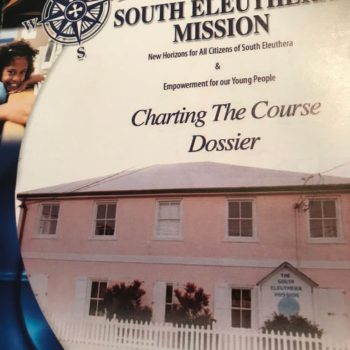 W
S
SOUTH ELEUTHERA
MISSION
New Horizons for All Citizens of South Eleuthera
&
Empowerment for our Young People
Charting The Course
Dossier
THE
SOUTH
ELEUTHERA
MISSION